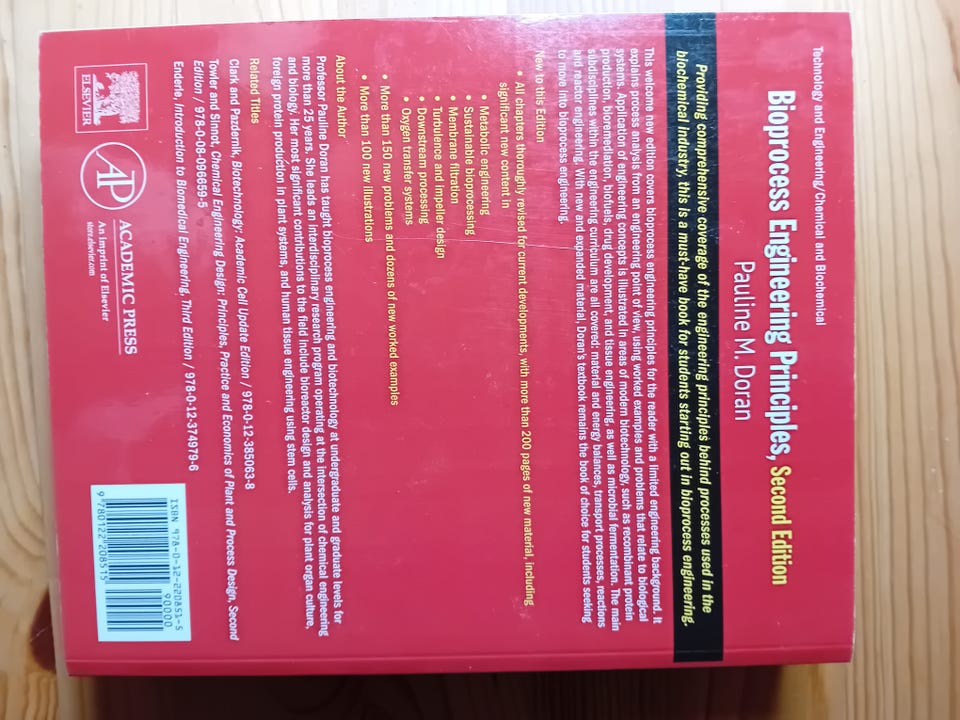 Technology and Engineering/Chemical and Biochemical
Bioprocess Engineering Principles, Second Edition
Pauline M. Doran
Providing comprehensive coverage of the engineering principles behind processes used in the
biochemical industry, this is a must-have book for students starting out in bioprocess engineering.
This welcome new edition covers bioprocess engineering principles for the reader with a limited engineering background. It
explains process analysis from an engineering point of view, using worked examples and problems that relate to biological
systems. Application of engineering concepts is illustrated in areas of modern biotechnology, such as recombinant protein
production, bioremediation, biofuels, drug development, and tissue engineering, as well as microbial fermentation. The main
subdisciplines within the engineering curriculum are all covered: material and energy balances, transport processes, reactions
and reactor engineering. With new and expanded material, Doran's textbook remains the book of choice for students seeking
to move into bioprocess engineering.
New to this Edition
• All chapters thoroughly revised for current developments, with more than 200 pages of new material, including
significant new content in
• Metabolic engineering
• Sustainable bioprocessing
• Membrane filtration
• Turbulence and impeller design
• Downstream processing
• Oxygen transfer systems
• More than 150 new problems and dozens of new worked examples
• More than 100 new illustrations
About the Author
Professor Pauline Doran has taught bioprocess engineering and biotechnology at undergraduate and graduate levels for
more than 25 years. She leads an interdisciplinary research program operating at the intersection of chemical engineering
and biology. Her most significant contributions to the field include bioreactor design and analysis for plant organ culture,
foreign protein production in plant systems, and human tissue engineering using stem cells.
Related Titles
Clark and Pazdernik, Biotechnology: Academic Cell Update Edition / 978-0-12-385063-8
Towler and Sinnot, Chemical Engineering Design: Principles, Practice and Economics of Plant and Process Design, Second
Edition / 978-0-08-096659-5
Enderle, Introduction to Biomedical Engineering, Third Edition / 978-0-12-374979-6
ELSEVIER
AP
ACADEMIC PRESS
An imprint of Elsevier
store.elsevier.com
ISBN 978-0-12-220851-5
90000
9 780122 208515